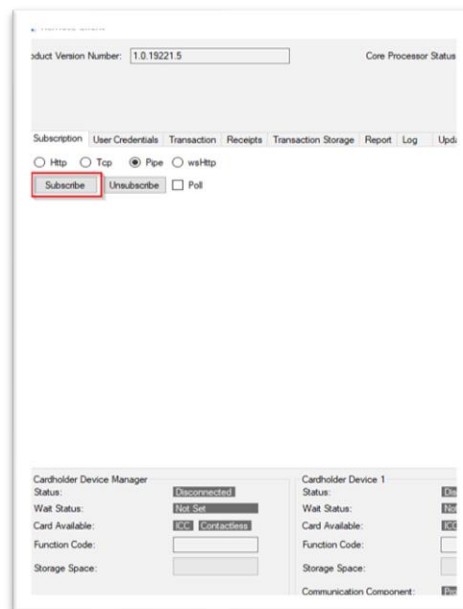 oduct Version Number: 1.0.19221.5 Core Processor Status
Subscription User Credentials Transaction Receipts Transaction Storage Report Log
Http Tcp Pipe wsHttp
Subscribe Unsubscribe Poll
Cardholder Device Manager
Status: Disconnected
Wait Status: Not Set
Card Available: ICC Contactless
Function Code:
Storage Space:
Cardholder Device 1
Status:
Wait Status:
Card Available:
Function Code:
Storage Space:
Communication Component: